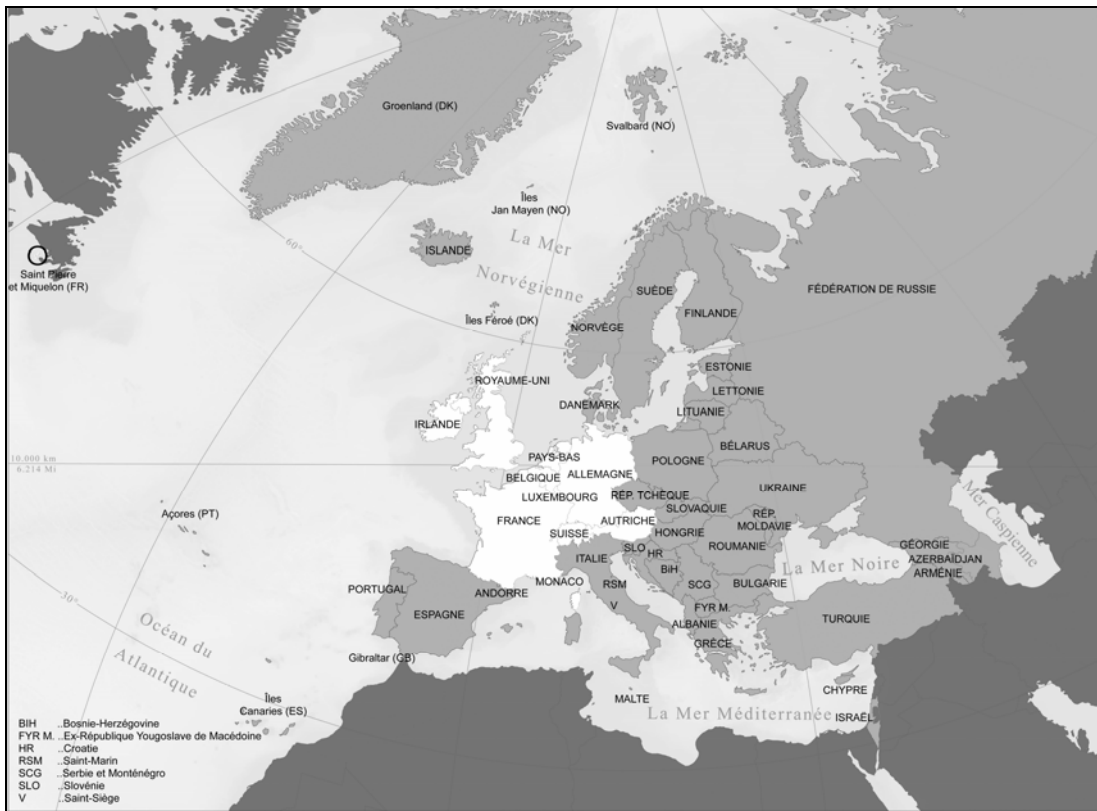 Groenland (DK)
Svalbard (NO)
Îles
Jan Mayen (NO)
La Mer
Norvégienne
60°
ISLANDE
Saint Pierre
et Miquelon (FR)
FÉDÉRATION DE RUSSIE
SUÈDE
FINLANDE
NORVÈGE
Îles Féroé (DK)
ESTONIE
ROYAUME-UNI
LETTONIE
DANEMARK
LITUANIE
IRLANDE
BÉLARUS
10.000 km
6.214 Mi
PAYS-BAS
POLOGNE
BELGIQUE
ALLEMAGNE
UKRAINE
LUXEMBOURG
RÉP. TCHÈQUE
SLOVAQUIE
Mer Caspienne
Açores (PT)
FRANCE
AUTRICHE
RÉP.
MOLDAVIE
SUISSE
HONGRIE
ROUMANIE
SLO
HR
GÉORGIE
ITALIE
AZERBAÏDJAN
La Mer Noire
BiH
ARMÉNIE
MONACO
RSM
SCG
BULGARIE
PORTUGAL
ANDORRE
30°
V
FYR M.
ESPAGNE
TURQUIE
ALBANIE
Océan du
Atlantique
GRÈCE
Gibraltar (GB)
CHYPRE
MALTE
Îles
Canaries (ES)
La Mer Méditerranée
ISRAËL
BIH ..Bosnie-Herzégovine
FYR M. ..Ex-République Yougoslave de Macédoine
HR ..Croatie
RSM ..Saint-Marin
SCG ..Serbie et Monténégro
SLO ..Slovénie
V ..Saint-Siège